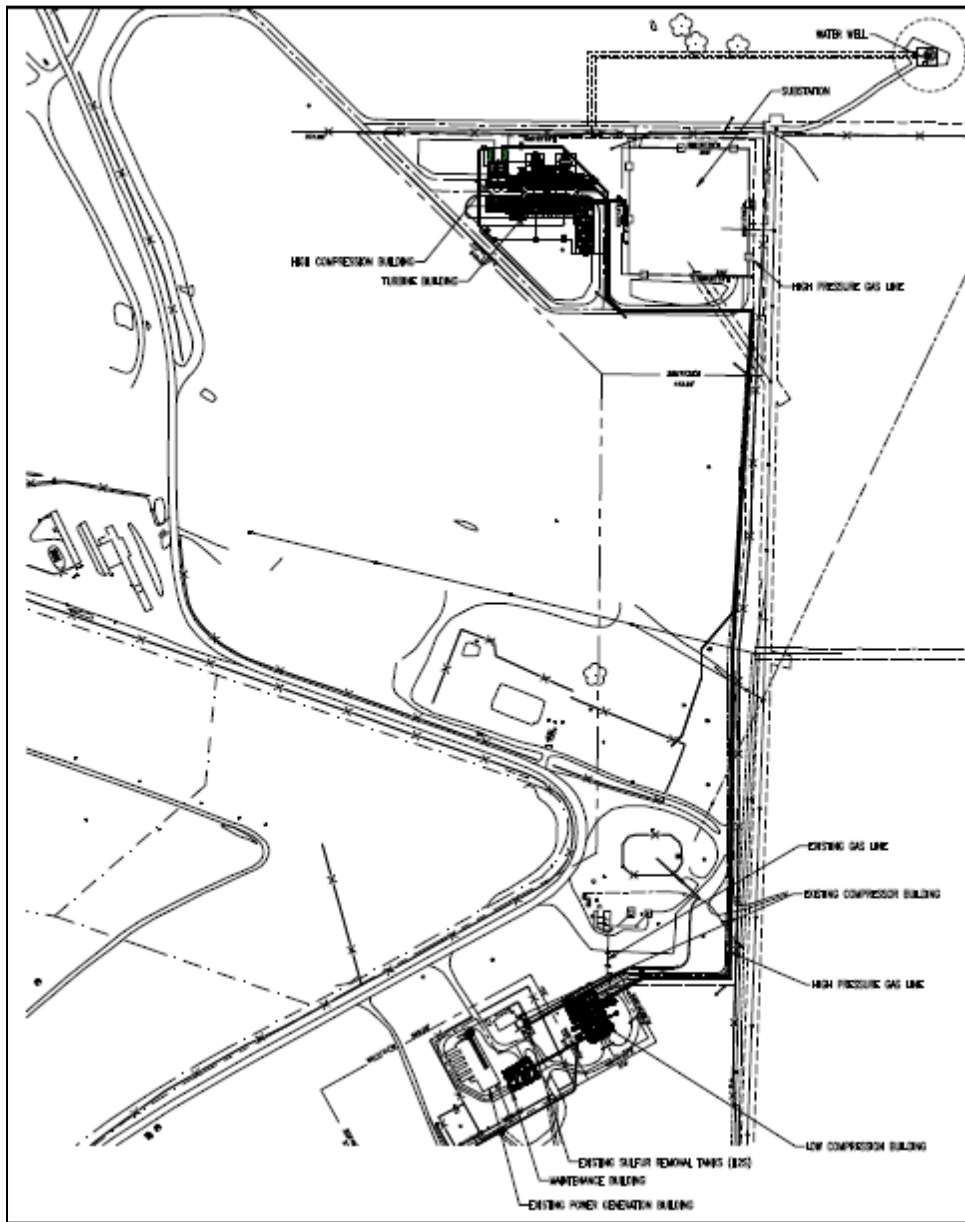 WATER WELL
SUBSTATION
HIGH COMPRESSION BUILDING
TURBINE BUILDING
HIGH PRESSURE GAS LINE
EXISTING GAS LINE
EXISTING COMPRESSOR BUILDING
HIGH PRESSURE GAS LINE
LOW COMPRESSION BUILDING
EXISTING SULFUR REMOVAL TANKS (H2S)
MAINTENANCE BUILDING
EXISTING POWER GENERATION BUILDING